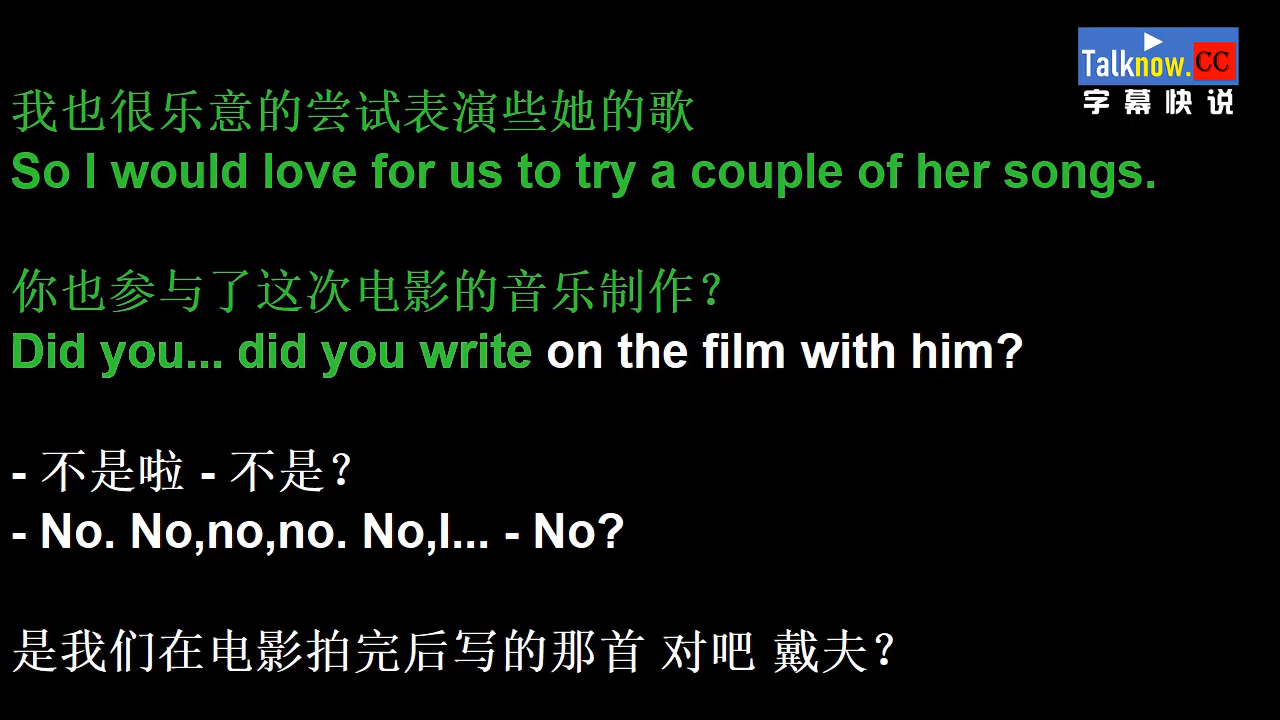 Talknow.CC
字幕快说
我也很乐意的尝试表演些她的歌
So I would love for us to try a couple of her songs.
你也参与了这次电影的音乐制作？
Did you... did you write on the film with him?
- 不是啦 - 不是？
- No. No,no,no. No,I... - No?
是我们在电影拍完后写的那首 对吧 戴夫？